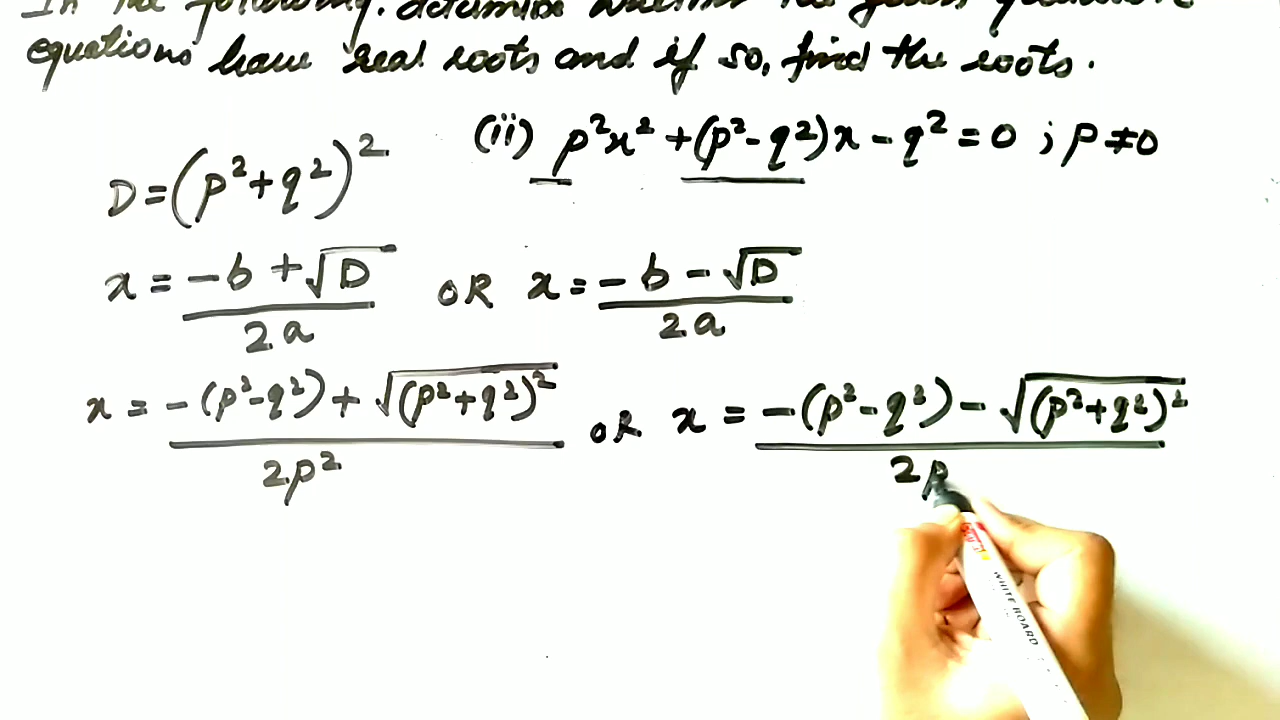 In the following, determine whether the given quadratic
equations have real roots and if so, find the roots.
(ii) p²x² + (p² - q²)x - q² = 0 ; p ≠ 0
D = (p² + q²)²
x = -b + √D / 2a OR x = -b - √D / 2a
x = -(p² - q²) + √(p² + q²)² / 2p² OR x = -(p² - q²) - √(p² + q²)² / 2p
WHITE BOARD